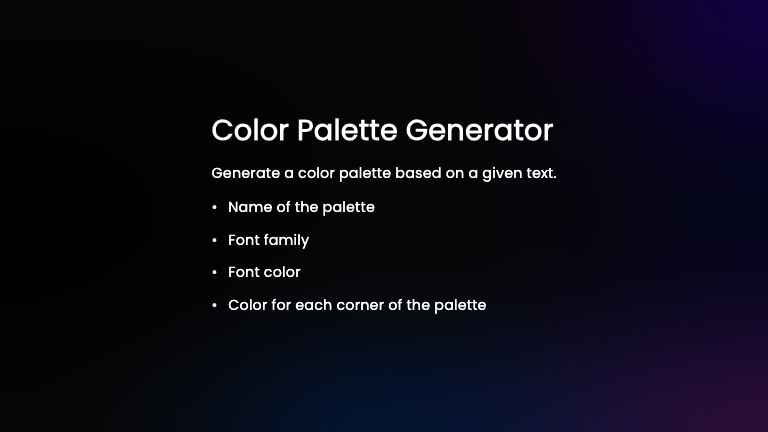 Color Palette Generator
Generate a color palette based on a given text.
• Name of the palette
• Font family
• Font color
• Color for each corner of the palette